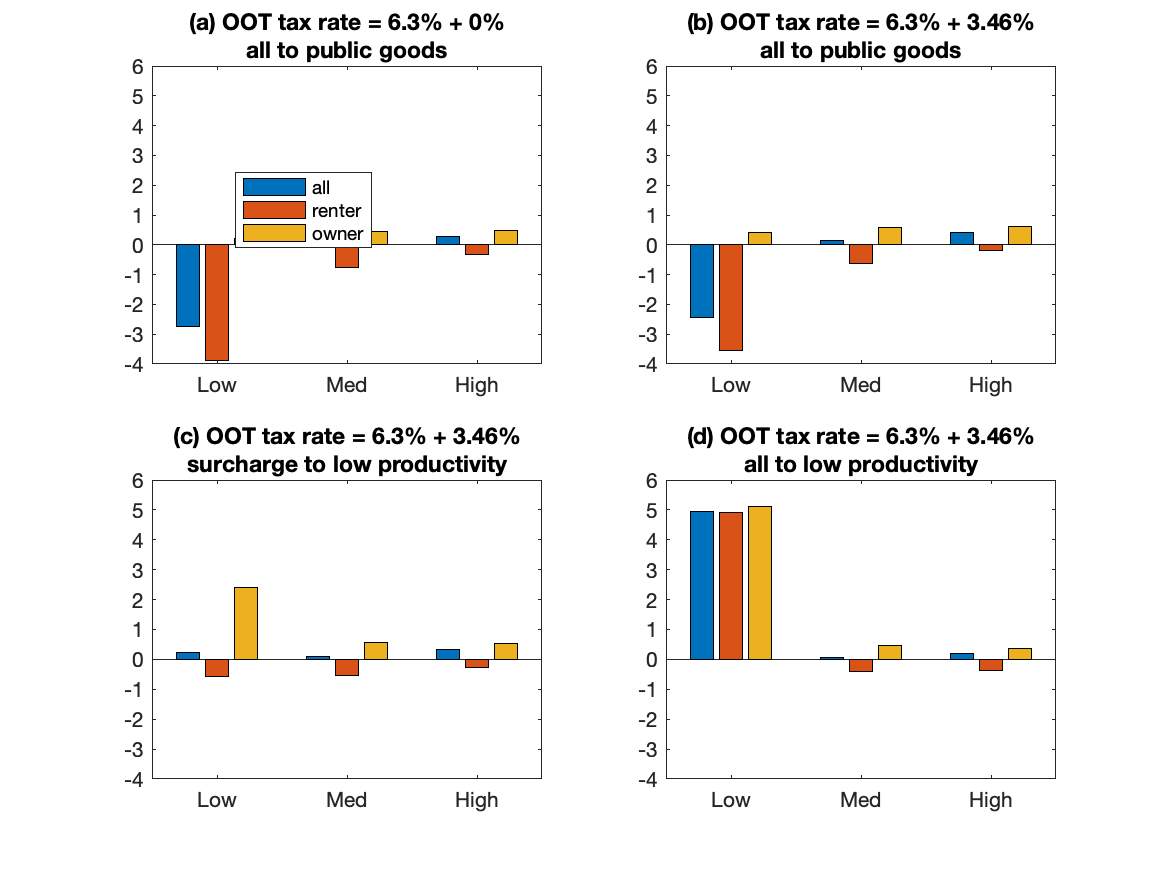 (a) OOT tax rate = 6.3% + 0%
all to public goods
6
5
4
3
2
1
0
-1
-2
-3
-4
Low
Med
High
all
renter
owner
(b) OOT tax rate = 6.3% + 3.46%
all to public goods
6
5
4
3
2
1
0
-1
-2
-3
-4
Low
Med
High
(c) OOT tax rate = 6.3% + 3.46%
surcharge to low productivity
6
5
4
3
2
1
0
-1
-2
-3
-4
Low
Med
High
(d) OOT tax rate = 6.3% + 3.46%
all to low productivity
6
5
4
3
2
1
0
-1
-2
-3
-4
Low
Med
High